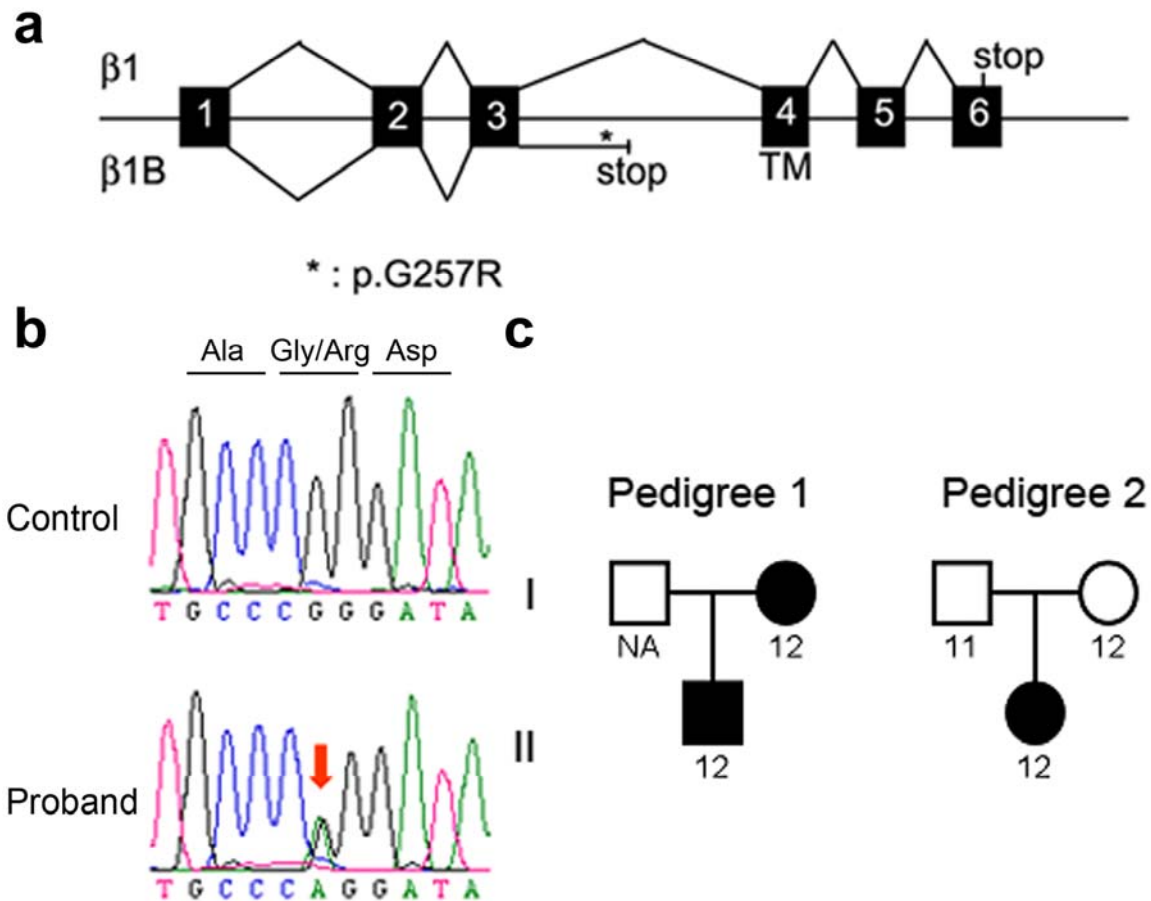 a
β1
stop
1 2 3 4 5 6
*
β1B
stop
TM
* : p.G257R
b
c
Ala Gly/Arg Asp
Control
T G C C C G G G A T A
Proband
T G C C C A G G A T A
Pedigree 1
Pedigree 2
I
NA 12
11 12
II
12
12